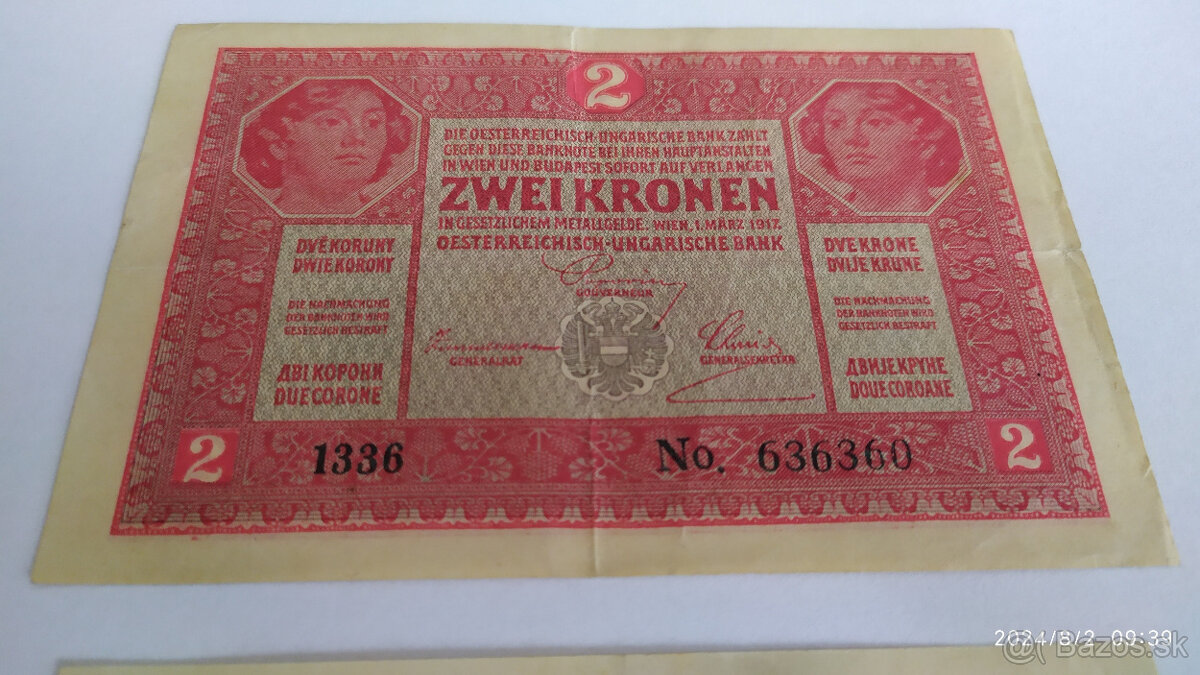 2
DIE OESTERREICHISCH-UNGARISCHE BANK ZAHLT
GEGEN DIESE BANKNOTE BEI IHREN HAUPTANSTALTEN
IN WIEN UND BUDAPEST SOFORT AUF VERLANGEN
ZWEI KRONEN
IN GESETZLICHEM METALLGELDE. WIEN, 1. MÄRZ 1917.
OESTERREICHISCH-UNGARISCHE BANK
DVĚ KORUNY
DWIE KORONY
DIE NACHMACHUNG
DER BANKNOTEN WIRD
GESETZLICH BESTRAFT
ДВІ КОРОНИ
DUE CORONE
GOUVERNEUR
GENERALRAT
GENERALSEKRETÄR
DVE KRONE
DVIJE KRUNE
DIE NACHMACHUNG
DER BANKNOTEN WIRD
GESETZLICH BESTRAFT
ДВИЈЕ КРУНЕ
DOUE COROANE
2
1336
No. 636360
2
2024/8/2 09:39
@( Bazos.sk